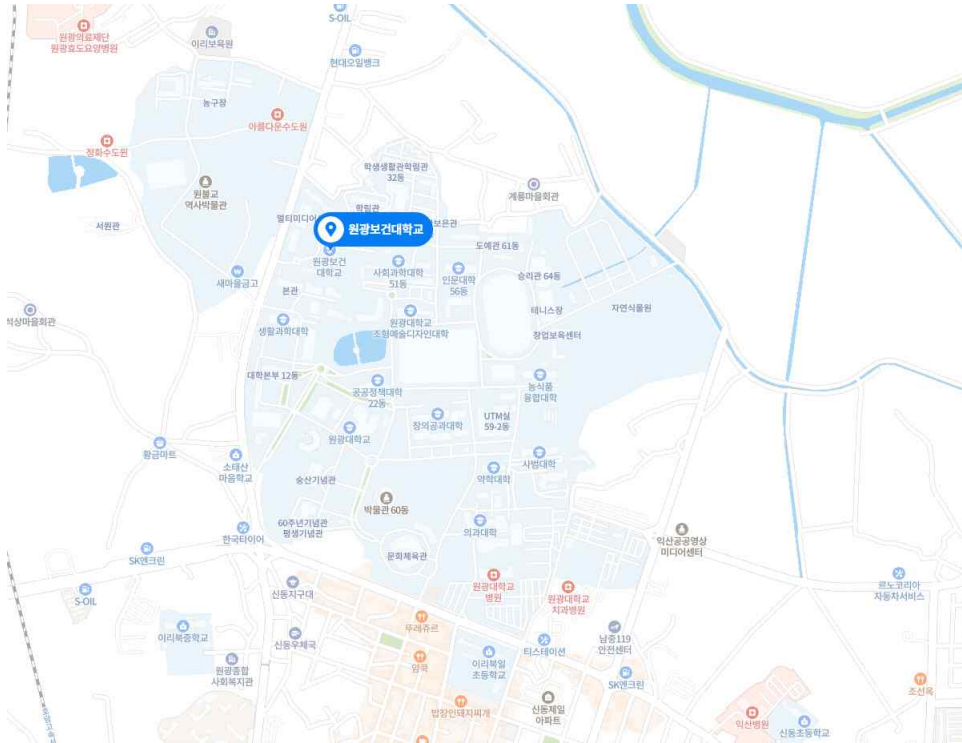 S-OIL
원광의료재단
원광효도요양병원
이리보육원
현대오일뱅크
농구장
아름다운수도원
정화수도원
학생생활관학림관
32동
원불교
역사박물관
계룡마을회관
학림관
멀티미디어
보은관
서원관
원광보건대학교
도예관 61동
원광보건
대학교
사회과학대학
51동
인문대학
56동
승리관 64동
새마을금고
본관
테니스장
자연식물원
석상마을회관
생활과학대학
원광대학교
조형예술디자인대학
창업보육센터
대학본부 12동
공공정책대학
22동
농식품
융합대학
원광대학교
창의공과대학
UTM실
59-2동
황금마트
소태산
마음학교
사범대학
숭산기념관
약학대학
박물관 60동
60주년기념관
평생기념관
의과대학
한국타이어
익산공공영상
미디어센터
문화체육관
SK엔크린
원광대학교
병원
원광대학교
치과병원
르노코리아
자동차서비스
신동지구대
S-OIL
뚜레쥬르
이리북중학교
신동우체국
티스테이션
남중119
안전센터
이리북일
초등학교
얌콕
원광종합
사회복지관
SK엔크린
조선옥
밥장인돼지찌개
신동제일
아파트
익산병원
신동초등학교